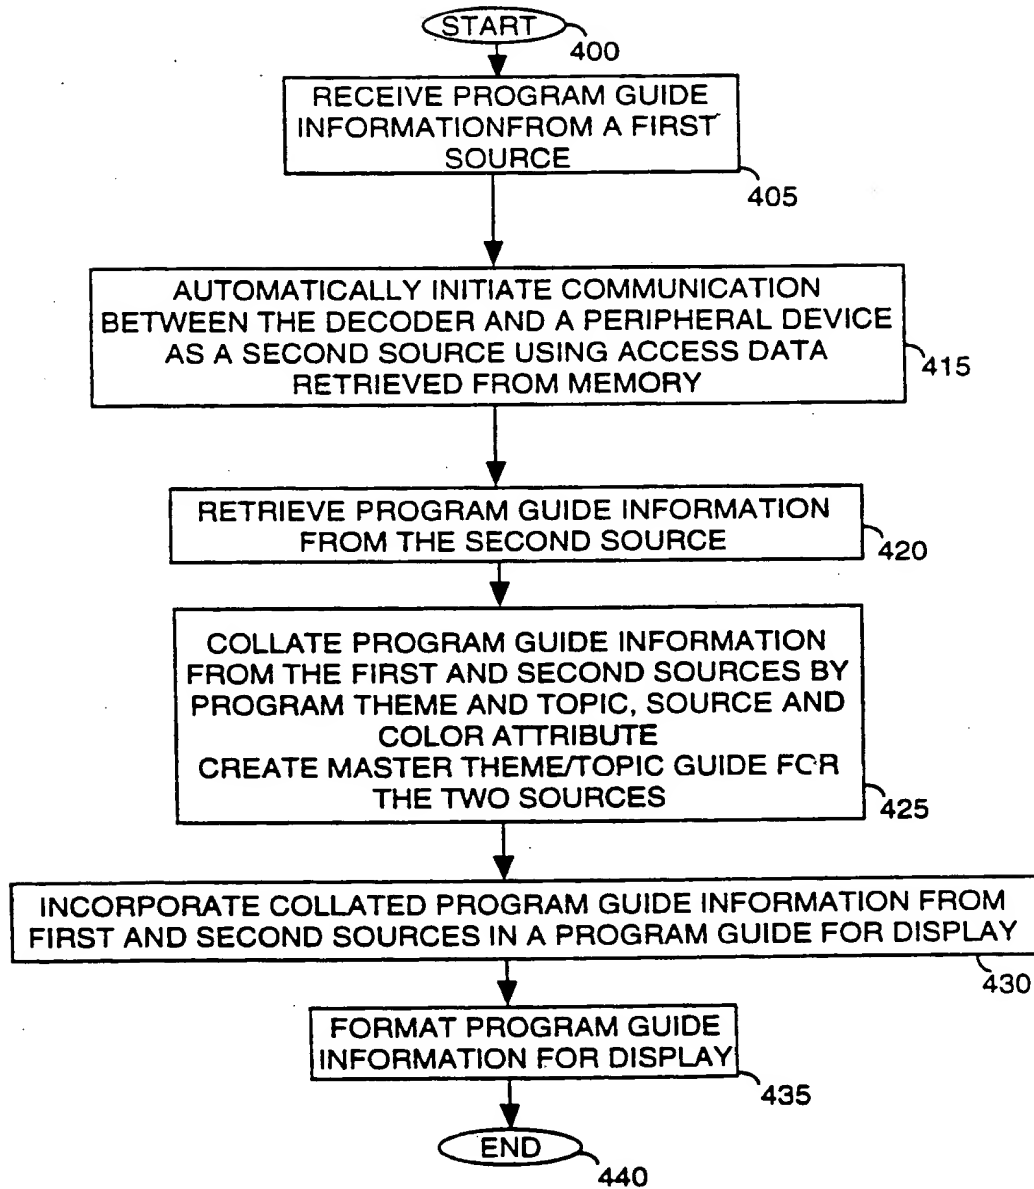 START
400
RECEIVE PROGRAM GUIDE
INFORMATIONFROM A FIRST
SOURCE
405
AUTOMATICALLY INITIATE COMMUNICATION
BETWEEN THE DECODER AND A PERIPHERAL DEVICE
AS A SECOND SOURCE USING ACCESS DATA
RETRIEVED FROM MEMORY
415
RETRIEVE PROGRAM GUIDE INFORMATION
FROM THE SECOND SOURCE
420
COLLATE PROGRAM GUIDE INFORMATION
FROM THE FIRST AND SECOND SOURCES BY
PROGRAM THEME AND TOPIC, SOURCE AND
COLOR ATTRIBUTE
CREATE MASTER THEME/TOPIC GUIDE FOR
THE TWO SOURCES
425
INCORPORATE COLLATED PROGRAM GUIDE INFORMATION FROM
FIRST AND SECOND SOURCES IN A PROGRAM GUIDE FOR DISPLAY
430
FORMAT PROGRAM GUIDE
INFORMATION FOR DISPLAY
435
END
440